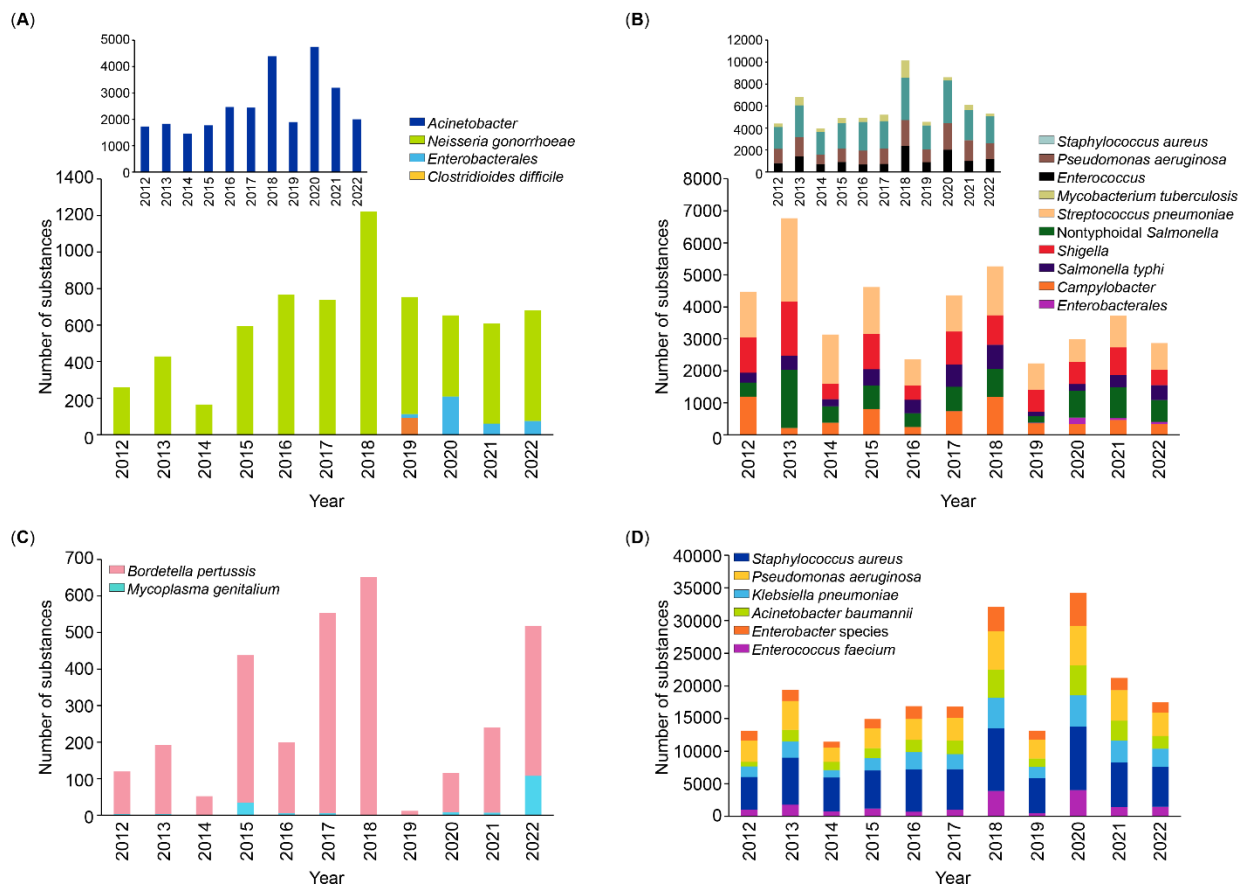 (A)
5000
4000
3000
2000
1000
0
2012 2013 2014 2015 2016 2017 2018 2019 2020 2021 2022
Acinetobacter
Neisseria gonorrhoeae
Enterobacterales
Clostridioides difficile
Number of substances
1400
1200
1000
800
600
400
200
0
2012 2013 2014 2015 2016 2017 2018 2019 2020 2021 2022
Year
(B)
12000
10000
8000
6000
4000
2000
0
2012 2013 2014 2015 2016 2017 2018 2019 2020 2021 2022
Staphylococcus aureus
Pseudomonas aeruginosa
Enterococcus
Mycobacterium tuberculosis
Streptococcus pneumoniae
Nontyphoidal Salmonella
Shigella
Salmonella typhi
Campylobacter
Enterobacterales
Number of substances
8000
7000
6000
5000
4000
3000
2000
1000
0
2012 2013 2014 2015 2016 2017 2018 2019 2020 2021 2022
Year
(C)
Bordetella pertussis
Mycoplasma genitalium
Number of substances
700
600
500
400
300
200
100
0
2012 2013 2014 2015 2016 2017 2018 2019 2020 2021 2022
Year
(D)
Staphylococcus aureus
Pseudomonas aeruginosa
Klebsiella pneumoniae
Acinetobacter baumannii
Enterobacter species
Enterococcus faecium
Number of substances
40000
35000
30000
25000
20000
15000
10000
5000
0
2012 2013 2014 2015 2016 2017 2018 2019 2020 2021 2022
Year